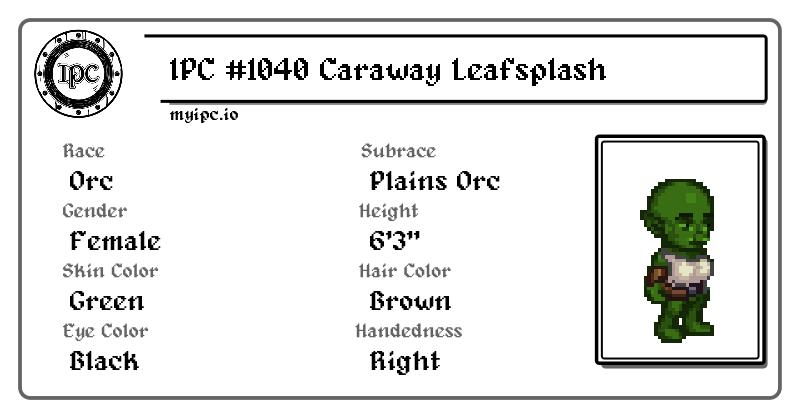 IPC
IPC #1040 Caraway Leafsplash
myipc.io
Race
Orc
Subrace
Plains Orc
Gender
Female
Height
6'3"
Skin Color
Green
Hair Color
Brown
Eye Color
Black
Handedness
Right